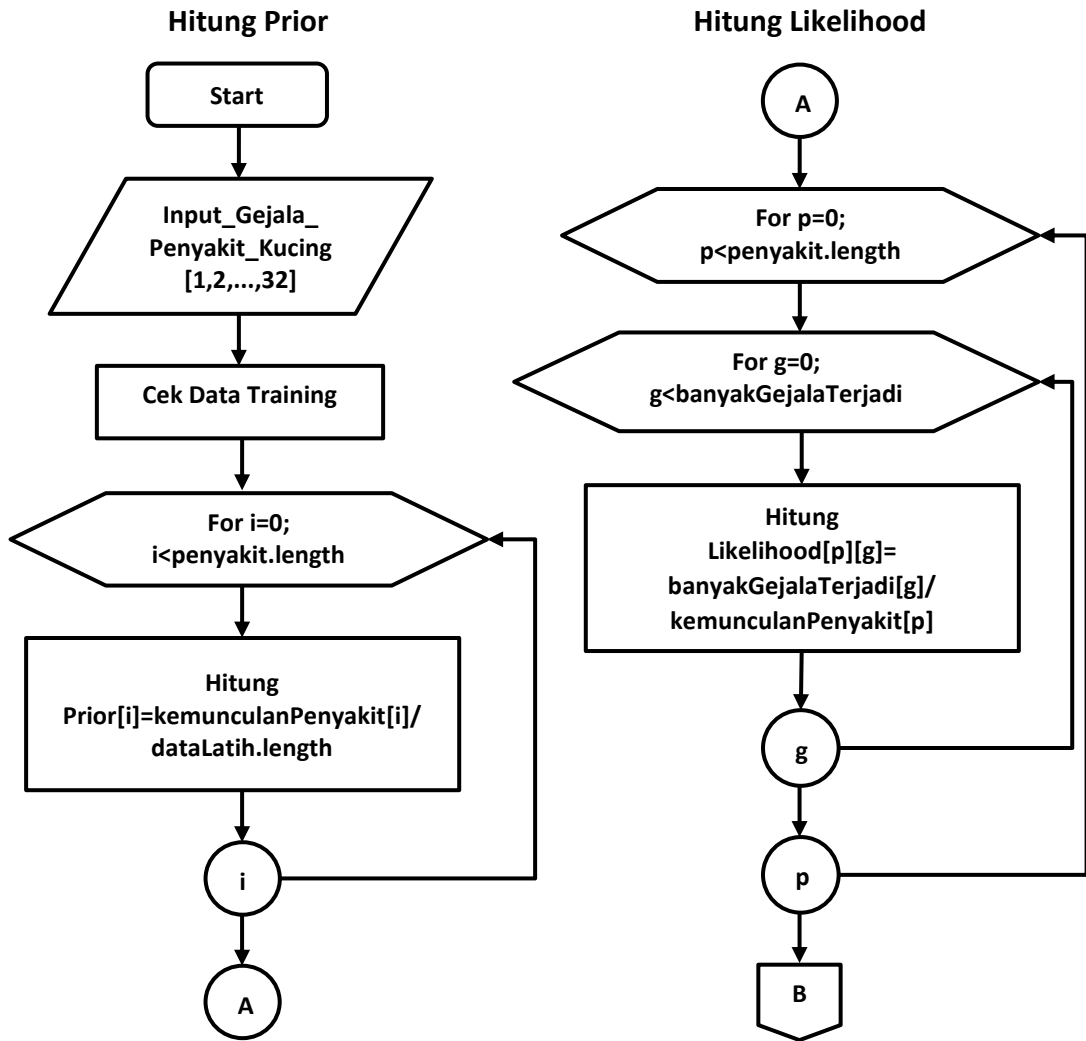 Hitung Prior
Start
Input_Gejala_
Penyakit_Kucing
[1,2,...,32]
Cek Data Training
For i=0;
i<penyakit.length
Hitung
Prior[i]=kemunculanPenyakit[i]/
dataLatih.length
i
A
Hitung Likelihood
A
For p=0;
p<penyakit.length
For g=0;
g<banyakGejalaTerjadi
Hitung
Likelihood[p][g]=
banyakGejalaTerjadi[g]/
kemunculanPenyakit[p]
g
p
B